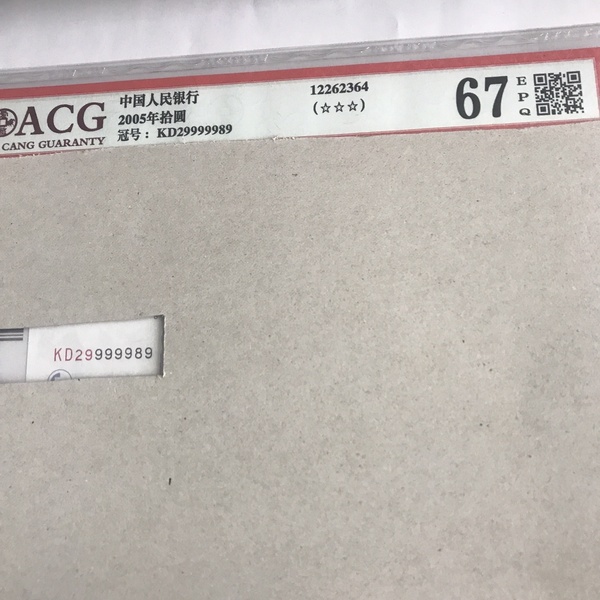 ACG
CANG GUARANTY
中国人民银行
2005年拾圆
冠号：KD29999989
12262364
(☆☆☆)
67
EPQ
KD29999989